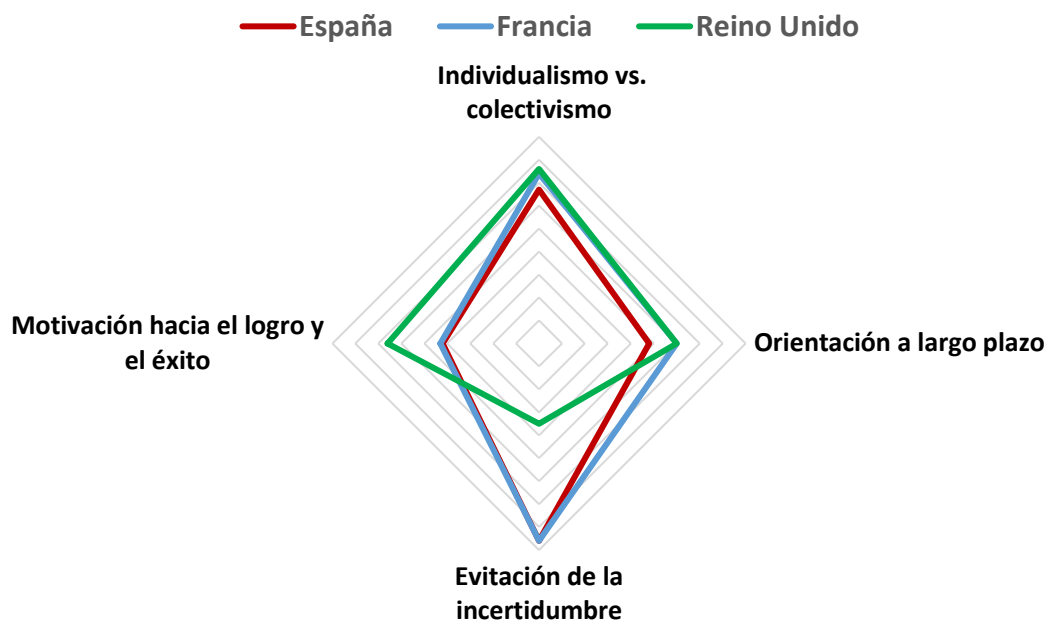 España Francia Reino Unido
Individualismo vs.
colectivismo
Motivación hacia el logro y
el éxito
Orientación a largo plazo
Evitación de la
incertidumbre